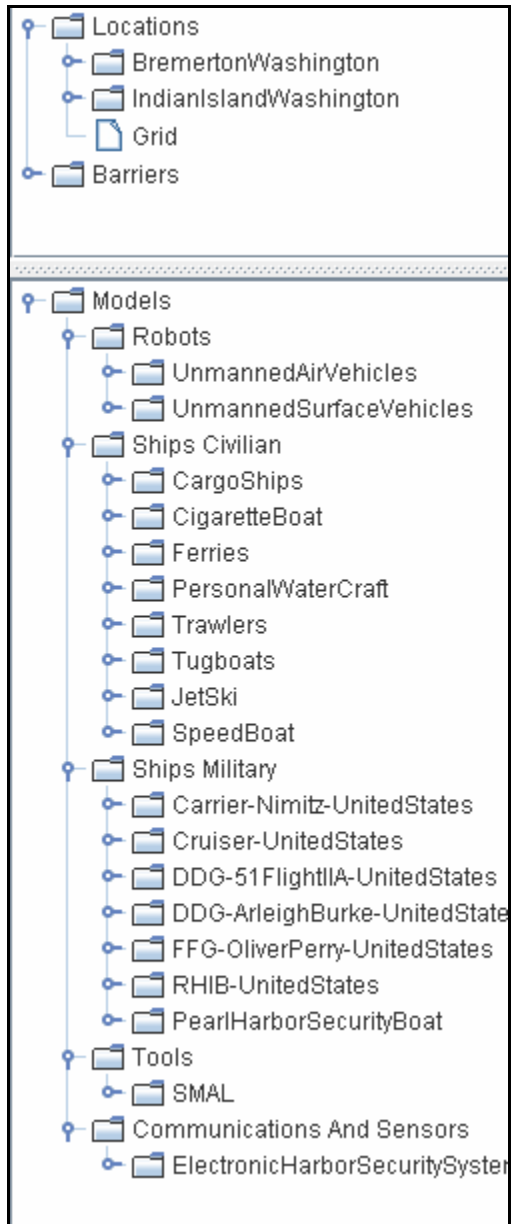 Locations
BremertonWashington
IndianIslandWashington
Grid
Barriers
Models
Robots
UnmannedAirVehicles
UnmannedSurfaceVehicles
Ships Civilian
CargoShips
CigaretteBoat
Ferries
PersonalWaterCraft
Trawlers
Tugboats
JetSki
SpeedBoat
Ships Military
Carrier-Nimitz-UnitedStates
Cruiser-UnitedStates
DDG-51FlightIIA-UnitedStates
DDG-ArleighBurke-UnitedState
FFG-OliverPerry-UnitedStates
RHIB-UnitedStates
PearlHarborSecurityBoat
Tools
SMAL
Communications And Sensors
ElectronicHarborSecuritySyster